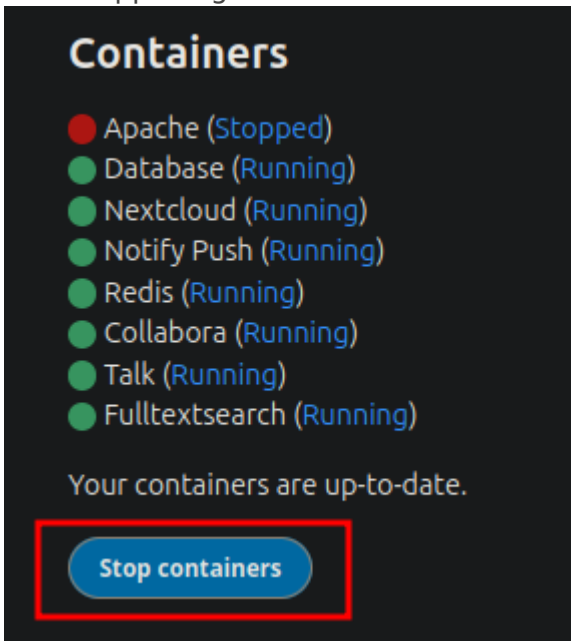 Containers
Apache (Stopped)
Database (Running)
Nextcloud (Running)
Notify Push (Running)
Redis (Running)
Collabora (Running)
Talk (Running)
Fulltextsearch (Running)
Your containers are up-to-date.
Stop containers